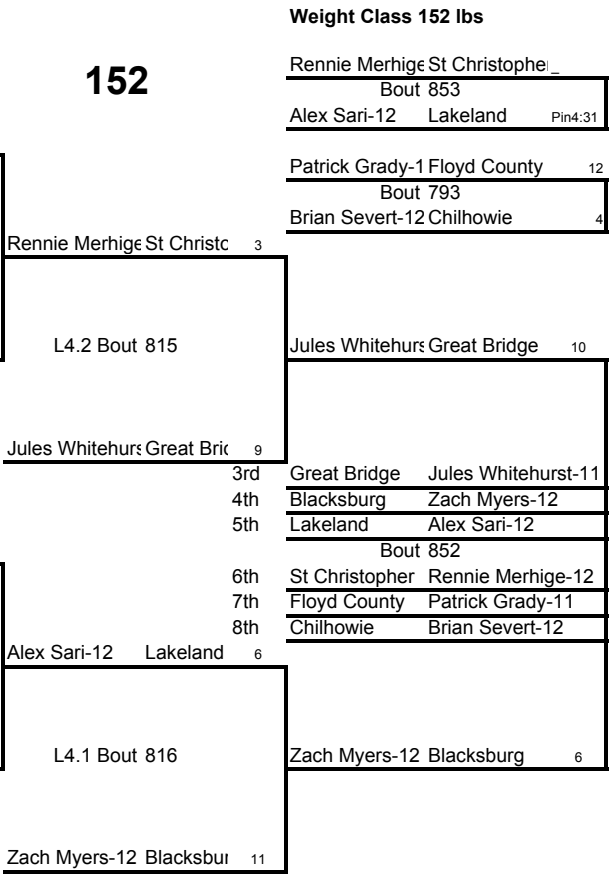 Weight Class 152 lbs
152
Rennie Merhige St Christopher _
Bout 853
Alex Sari-12 Lakeland Pin4:31
Patrick Grady-1 Floyd County 12
Bout 793
Brian Severt-12 Chilhowie 4
Rennie Merhige St Christo 3
L4.2 Bout 815
Jules Whitehurs Great Bridge 10
Jules Whitehurs Great Brid 9
3rd Great Bridge Jules Whitehurst-11
4th Blacksburg Zach Myers-12
5th Lakeland Alex Sari-12
Bout 852
6th St Christopher Rennie Merhige-12
7th Floyd County Patrick Grady-11
8th Chilhowie Brian Severt-12
Alex Sari-12 Lakeland 6
L4.1 Bout 816
Zach Myers-12 Blacksburg 6
Zach Myers-12 Blacksbur 11